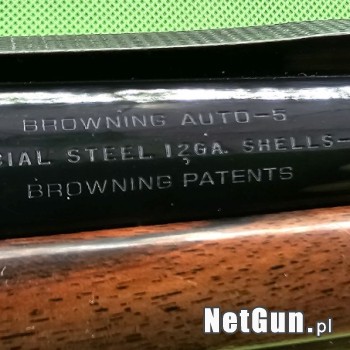 BROWNING AUTO-5
CIAL STEEL 12GA. SHELLS-
BROWNING PATENTS
NetGun.pl